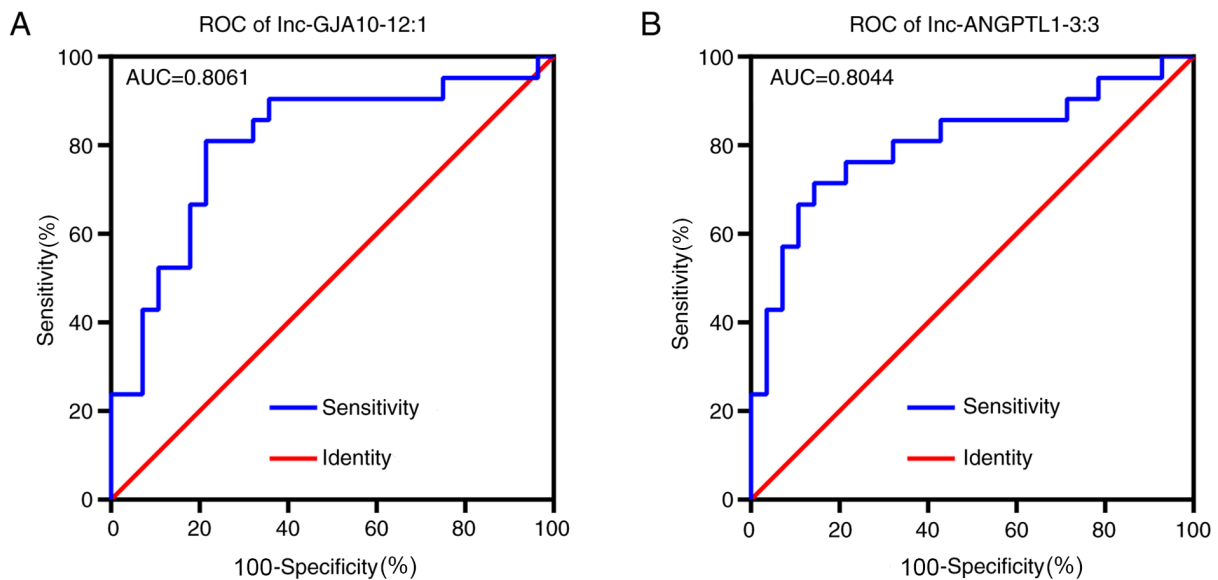 A
ROC of lnc-GJA10-12:1
AUC=0.8061
100
80
60
40
20
0
Sensitivity(%)
Sensitivity
Identity
0 20 40 60 80 100
100-Specificity(%)
B
ROC of lnc-ANGPTL1-3:3
AUC=0.8044
100
80
60
40
20
0
Sensitivity(%)
Sensitivity
Identity
0 20 40 60 80 100
100-Specificity(%)